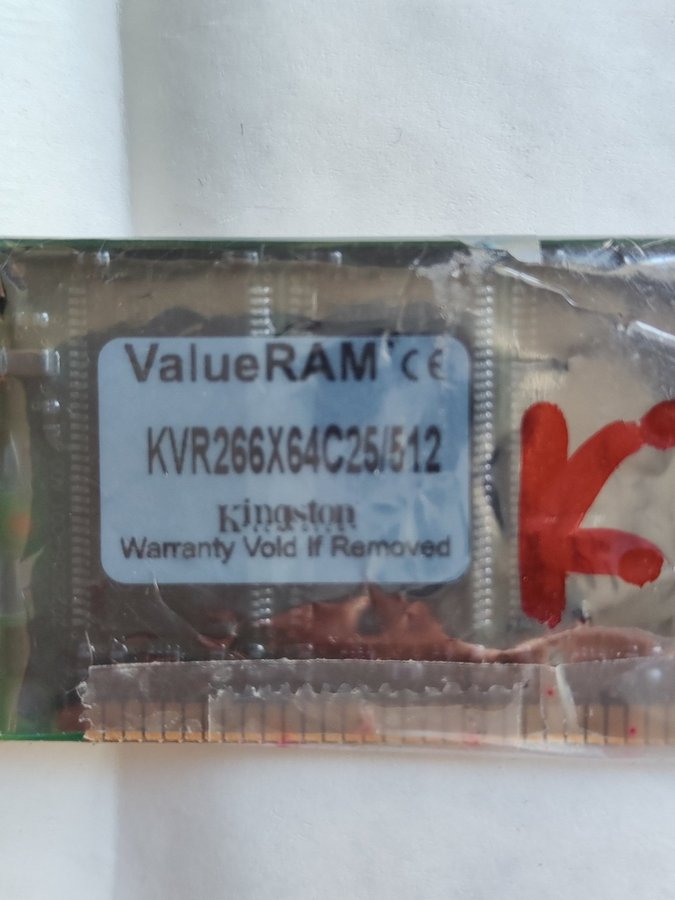 ValueRAM CE
KVR266X64C25/512
Kingston
Warranty Void If Removed
K